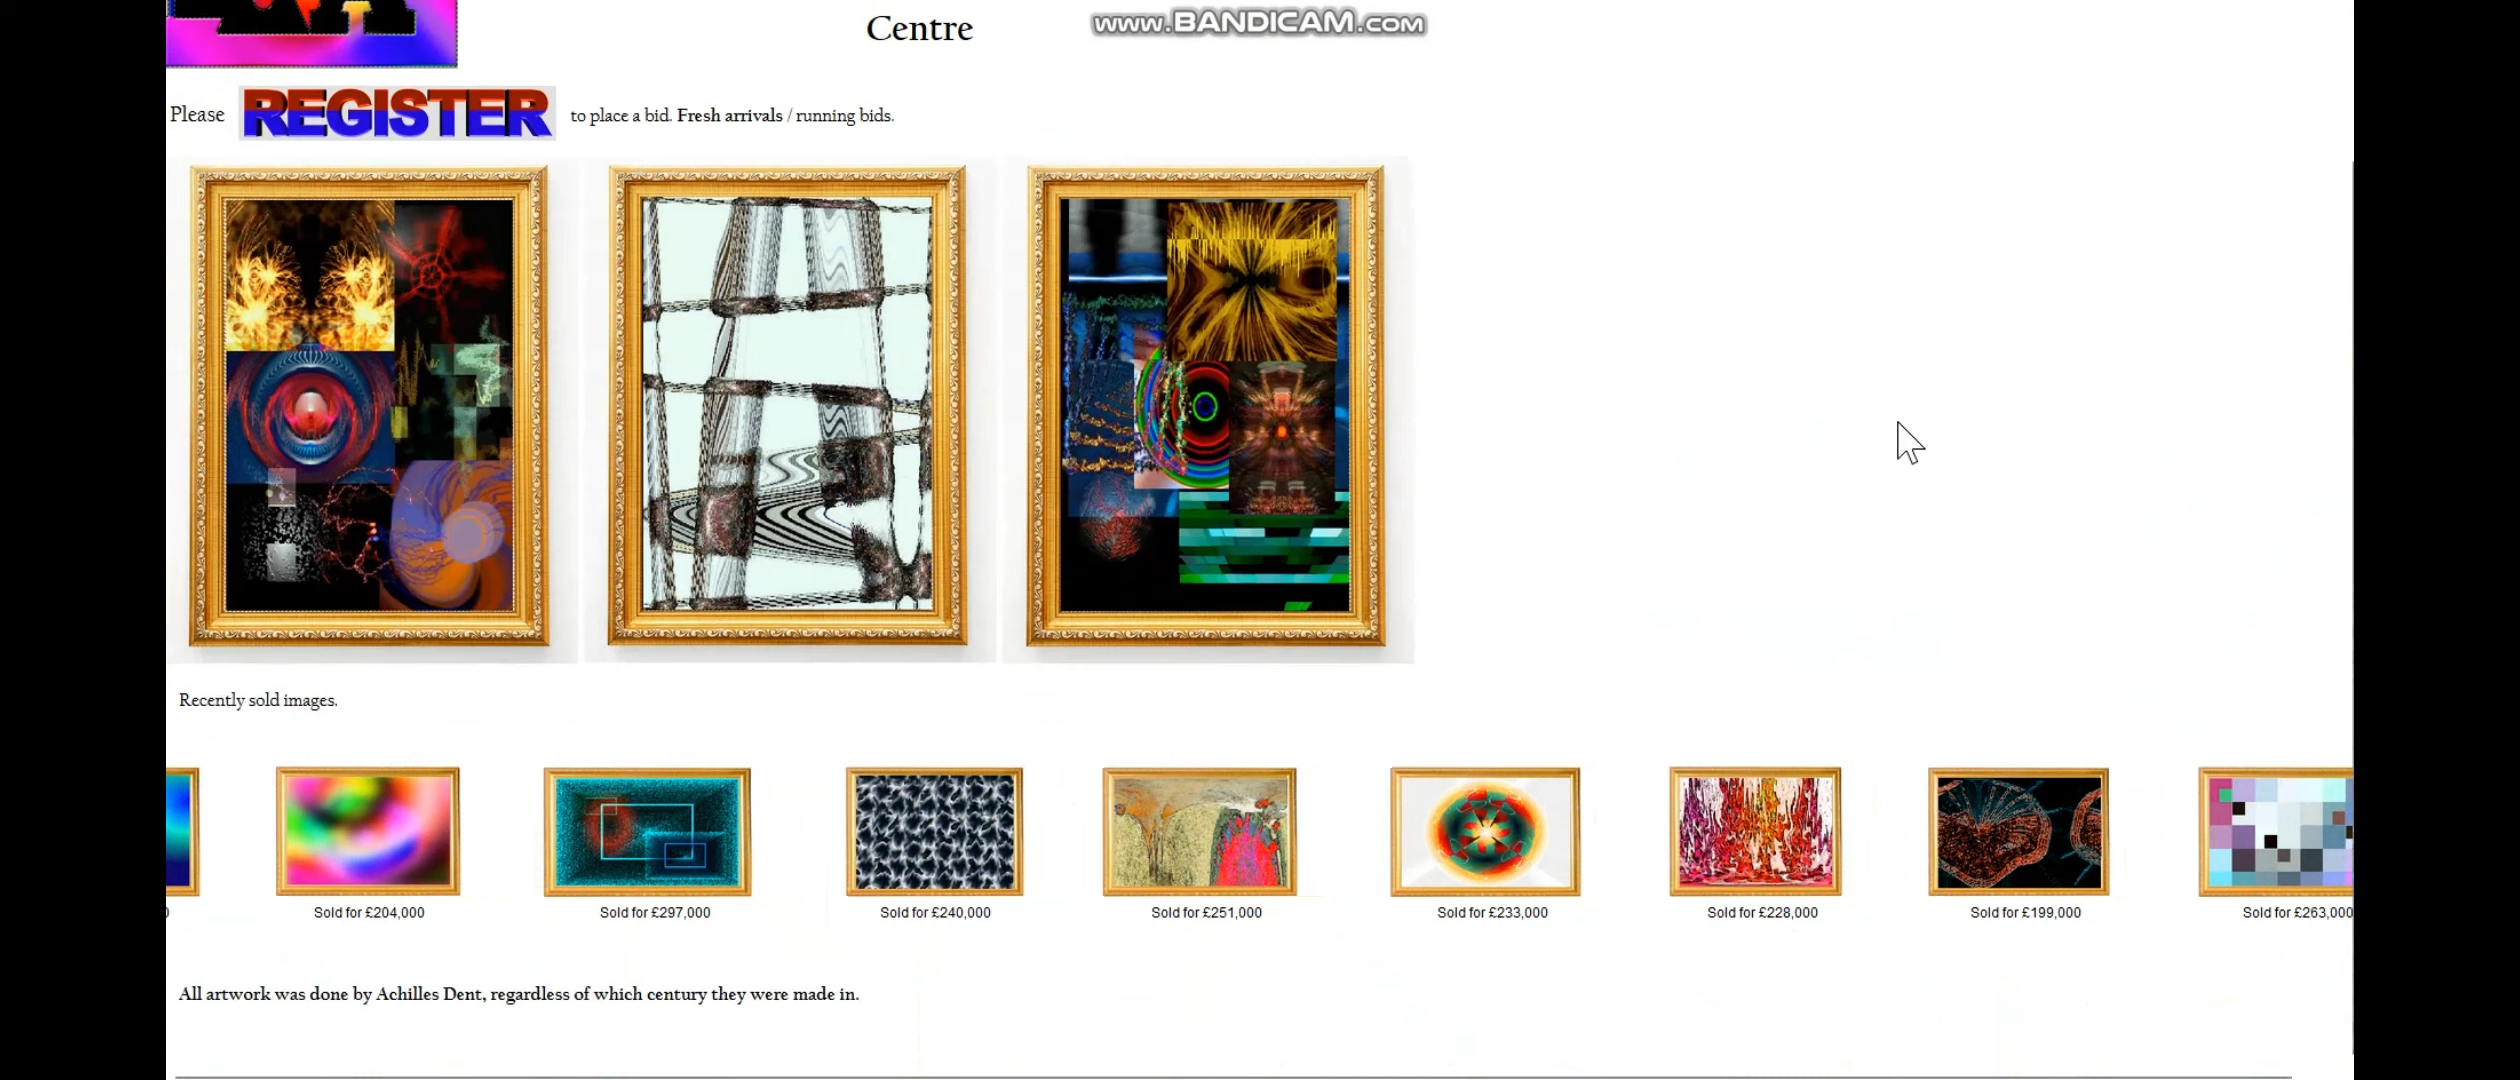 Centre
www.BANDICAM.com
Please REGISTER to place a bid. Fresh arrivals / running bids.
Recently sold images.
Sold for £204,000
Sold for £297,000
Sold for £240,000
Sold for £251,000
Sold for £233,000
Sold for £228,000
Sold for £199,000
Sold for £263,000
All artwork was done by Achilles Dent, regardless of which century they were made in.